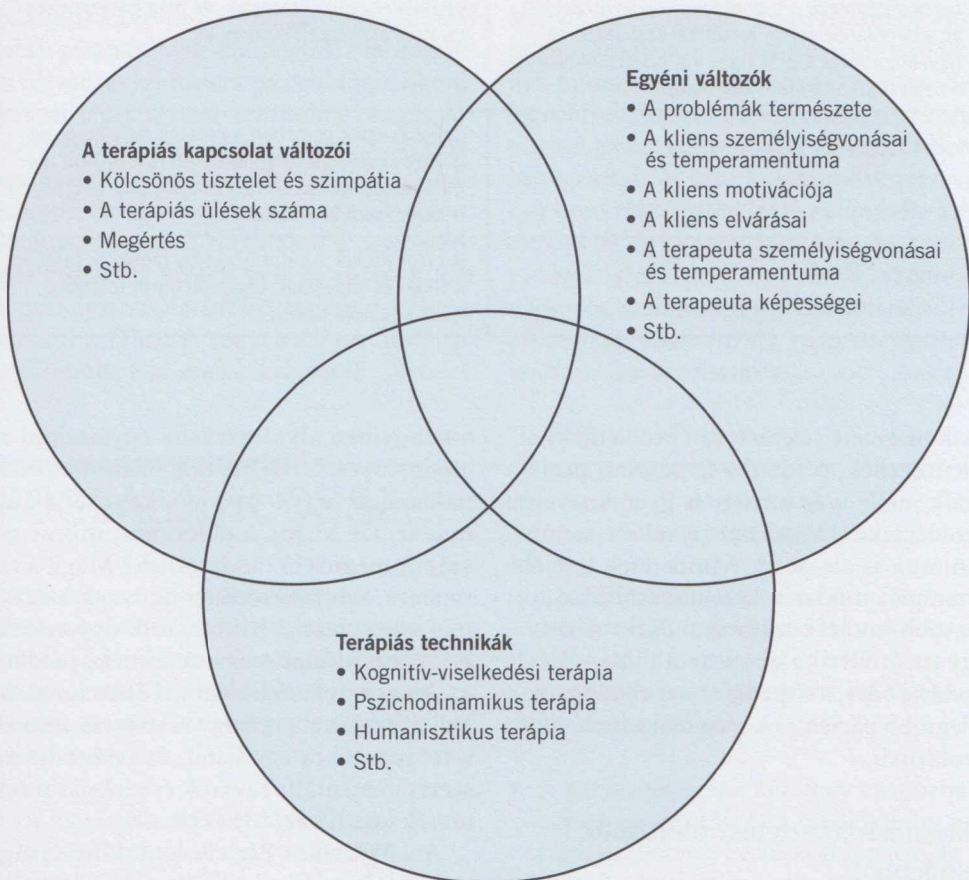 A terápiás kapcsolat változói
• Kölcsönös tisztelet és szimpátia
• A terápiás ülések száma
• Megértés
• Stb.
Egyéni változók
• A problémák természete
• A kliens személyiségvonásai
és temperamentuma
• A kliens motivációja
• A kliens elvárásai
• A terapeuta személyiségvonásai
és temperamentuma
• A terapeuta képességei
• Stb.
Terápiás technikák
• Kognitív-viselkedési terápia
• Pszichodinamikus terápia
• Humanisztikus terápia
• Stb.